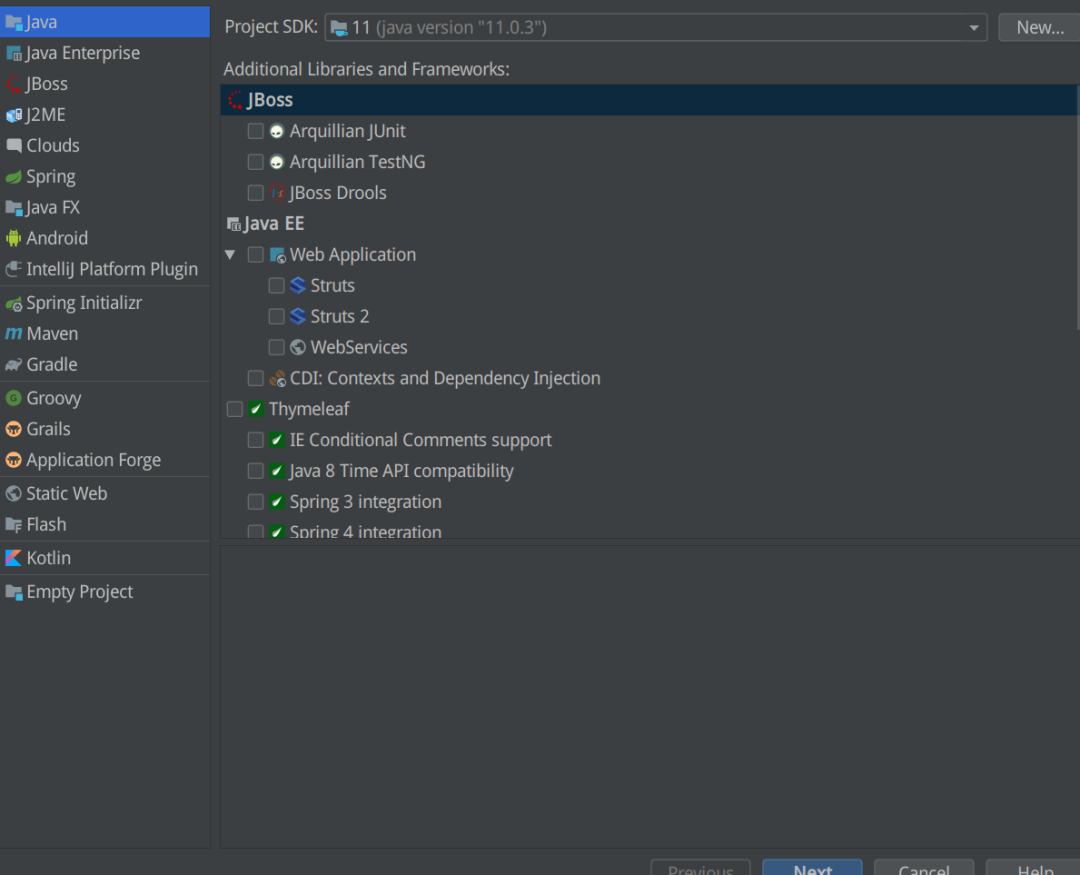 Java
Java Enterprise
JBoss
J2ME
Clouds
Spring
Java FX
Android
IntelliJ Platform Plugin
Spring Initializr
Maven
Gradle
Groovy
Grails
Application Forge
Static Web
Flash
Kotlin
Empty Project
Project SDK: 11 (java version "11.0.3") New...
Additional Libraries and Frameworks:
JBoss
Arquillian JUnit
Arquillian TestNG
JBoss Drools
Java EE
Web Application
Struts
Struts 2
WebServices
CDI: Contexts and Dependency Injection
Thymeleaf
IE Conditional Comments support
Java 8 Time API compatibility
Spring 3 integration
Spring 4 integration
Previous Next Cancel Help